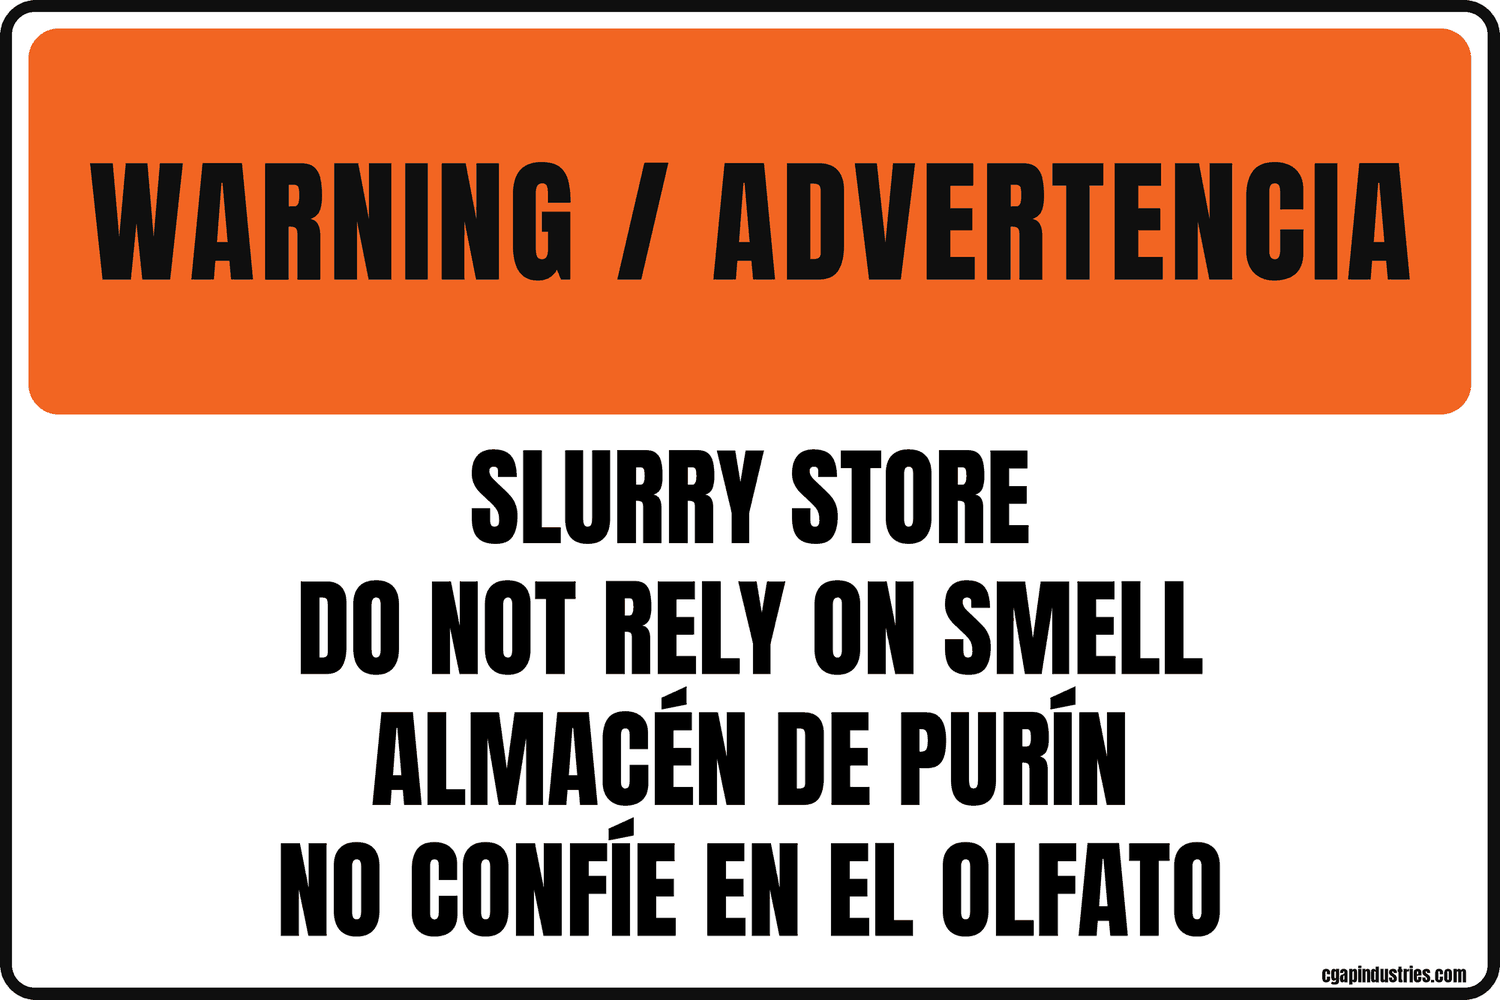 WARNING / ADVERTENCIA
SLURRY STORE
DO NOT RELY ON SMELL
ALMACÉN DE PURÍN
NO CONFÍE EN EL OLFATO
cgapindustries.com